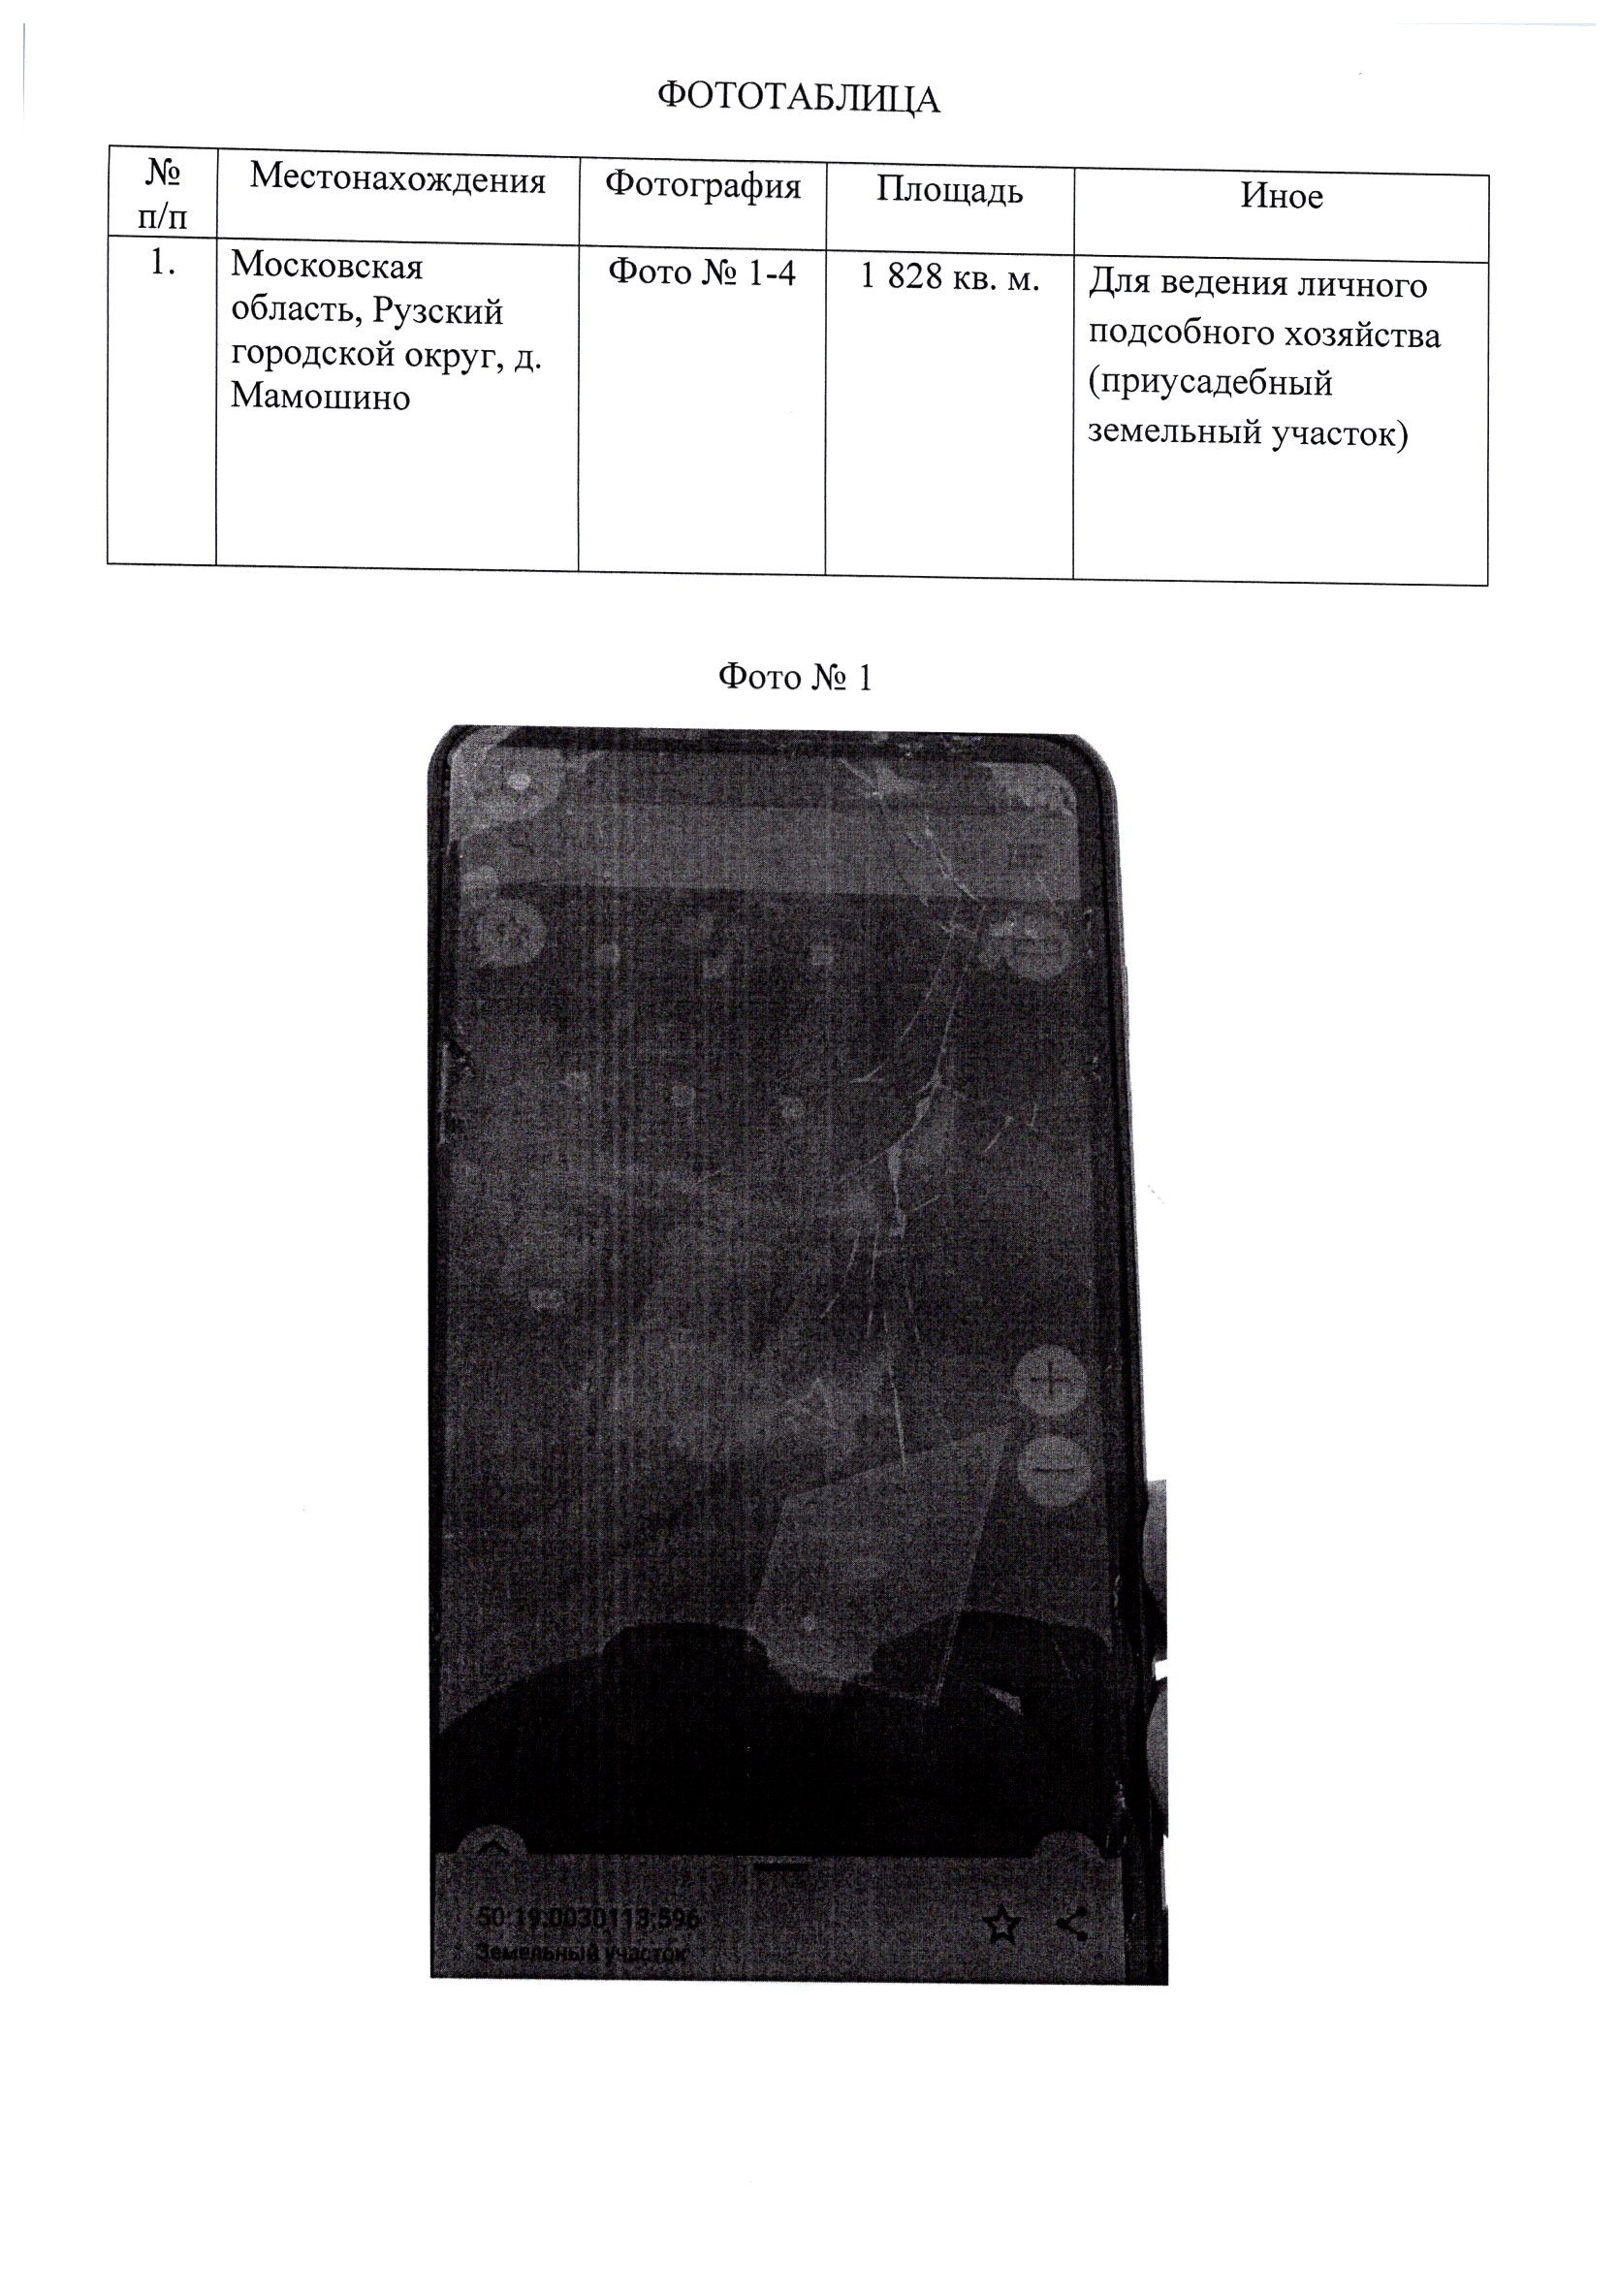 ФОТОТАБЛИЦА
№
п/п
Местонахождения
Фотография
Площадь
Иное
1.
Московская
область, Рузский
городской округ, д.
Мамошино
Фото № 1-4
1 828 кв. м.
Для ведения личного
подсобного хозяйства
(приусадебный
земельный участок)
Фото № 1
50:19:0030113:596
Земельный участок